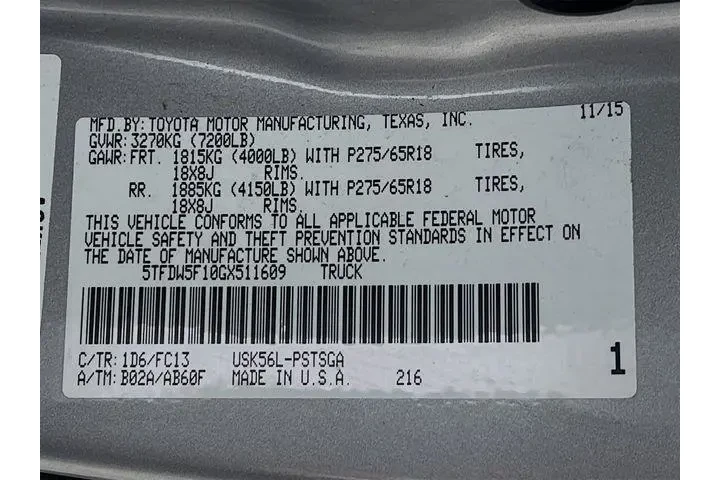 MFD.BY:TOYOTA MOTOR MANUFACTURING, TEXAS, INC. 11/15
GVWR:3270KG (7200LB)
GAWR:FRT. 1815KG (4000LB) WITH P275/65R18 TIRES,
18X8J RIMS.
RR. 1885KG (4150LB) WITH P275/65R18 TIRES,
18X8J RIMS.
THIS VEHICLE CONFORMS TO ALL APPLICABLE FEDERAL MOTOR
VEHICLE SAFETY AND THEFT PREVENTION STANDARDS IN EFFECT ON
THE DATE OF MANUFACTURE SHOWN ABOVE.
5TFDW5F10GX511609 TRUCK
C/TR: 1D6/FC13 USK56L-PSTSGA
A/TM: B02A/AB60F MADE IN U.S.A. 216 1